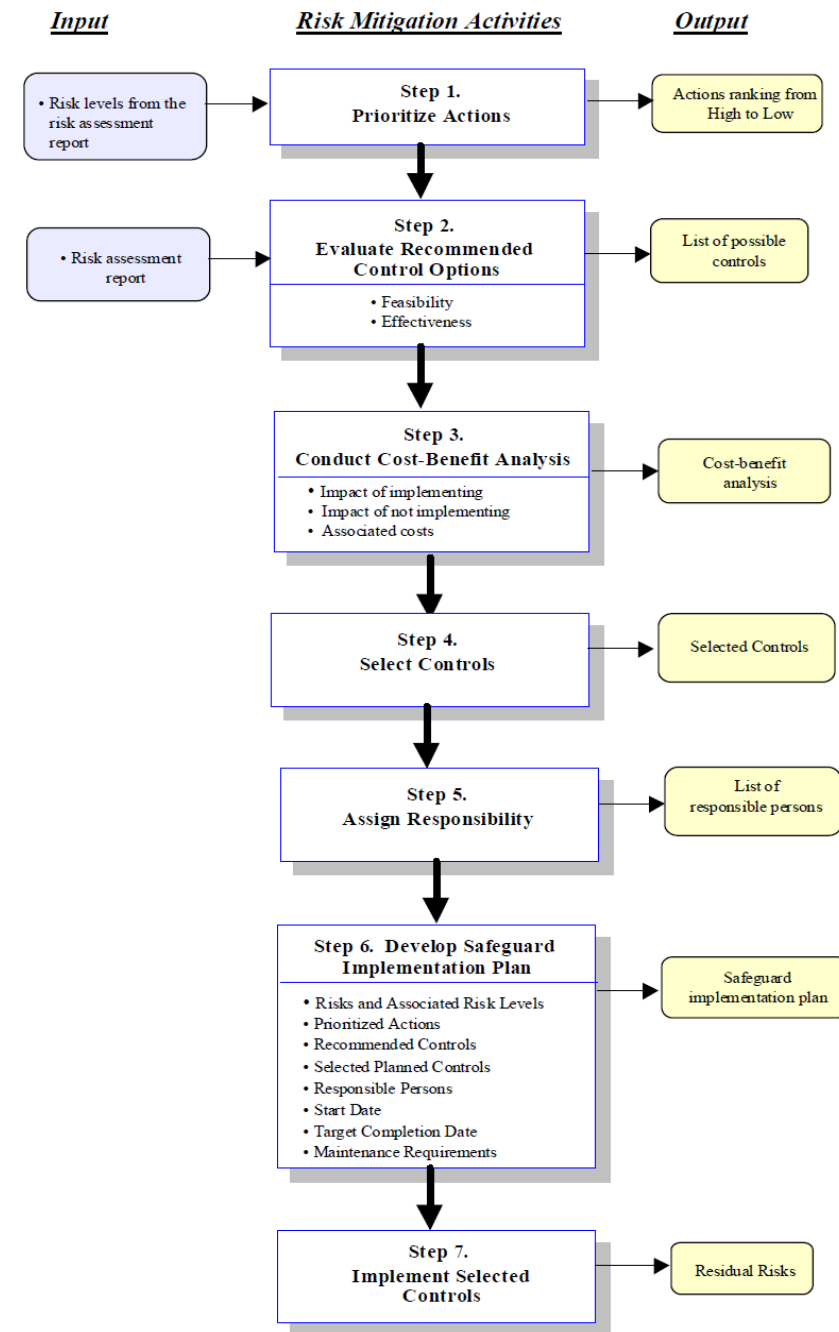 Input
Risk Mitigation Activities
Output
• Risk levels from the
risk assessment
report
Step 1.
Prioritize Actions
Actions ranking from
High to Low
• Risk assessment
report
Step 2.
Evaluate Recommended
Control Options
• Feasibility
• Effectiveness
List of possible
controls
Step 3.
Conduct Cost-Benefit Analysis
• Impact of implementing
• Impact of not implementing
• Associated costs
Cost-benefit
analysis
Step 4.
Select Controls
Selected Controls
Step 5.
Assign Responsibility
List of
responsible persons
Step 6. Develop Safeguard
Implementation Plan
• Risks and Associated Risk Levels
• Prioritized Actions
• Recommended Controls
• Selected Planned Controls
• Responsible Persons
• Start Date
• Target Completion Date
• Maintenance Requirements
Safeguard
implementation plan
Step 7.
Implement Selected
Controls
Residual Risks